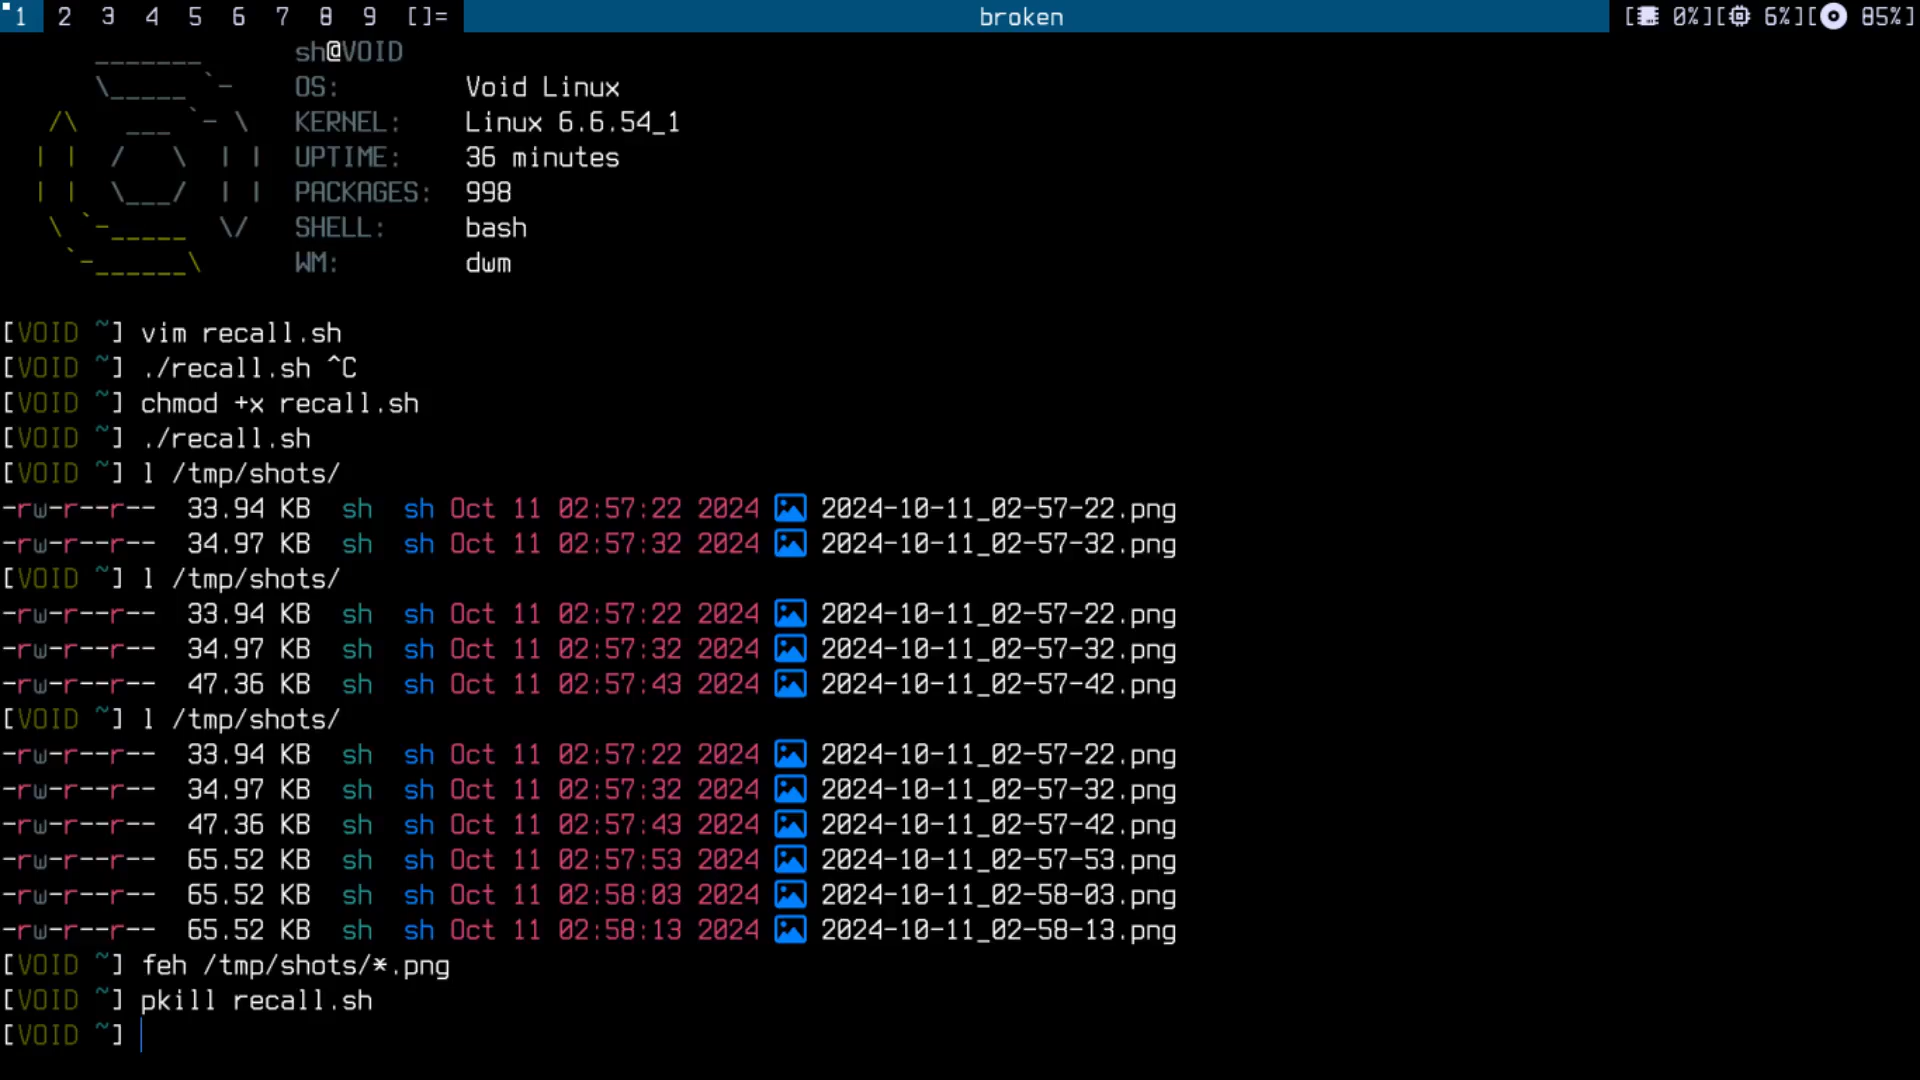 1 2 3 4 5 6 7 8 9 []= broken [ 0%][ 6%][ 85%]
sh@VOID
OS: Void Linux
KERNEL: Linux 6.6.54_1
UPTIME: 36 minutes
PACKAGES: 998
SHELL: bash
WM: dwm
[VOID ~] vim recall.sh
[VOID ~] ./recall.sh ^C
[VOID ~] chmod +x recall.sh
[VOID ~] ./recall.sh
[VOID ~] l /tmp/shots/
-rw-r--r-- 33.94 KB sh sh Oct 11 02:57:22 2024 2024-10-11_02-57-22.png
-rw-r--r-- 34.97 KB sh sh Oct 11 02:57:32 2024 2024-10-11_02-57-32.png
[VOID ~] l /tmp/shots/
-rw-r--r-- 33.94 KB sh sh Oct 11 02:57:22 2024 2024-10-11_02-57-22.png
-rw-r--r-- 34.97 KB sh sh Oct 11 02:57:32 2024 2024-10-11_02-57-32.png
-rw-r--r-- 47.36 KB sh sh Oct 11 02:57:43 2024 2024-10-11_02-57-42.png
[VOID ~] l /tmp/shots/
-rw-r--r-- 33.94 KB sh sh Oct 11 02:57:22 2024 2024-10-11_02-57-22.png
-rw-r--r-- 34.97 KB sh sh Oct 11 02:57:32 2024 2024-10-11_02-57-32.png
-rw-r--r-- 47.36 KB sh sh Oct 11 02:57:43 2024 2024-10-11_02-57-42.png
-rw-r--r-- 65.52 KB sh sh Oct 11 02:57:53 2024 2024-10-11_02-57-53.png
-rw-r--r-- 65.52 KB sh sh Oct 11 02:58:03 2024 2024-10-11_02-58-03.png
-rw-r--r-- 65.52 KB sh sh Oct 11 02:58:13 2024 2024-10-11_02-58-13.png
[VOID ~] feh /tmp/shots/*.png
[VOID ~] pkill recall.sh
[VOID ~]